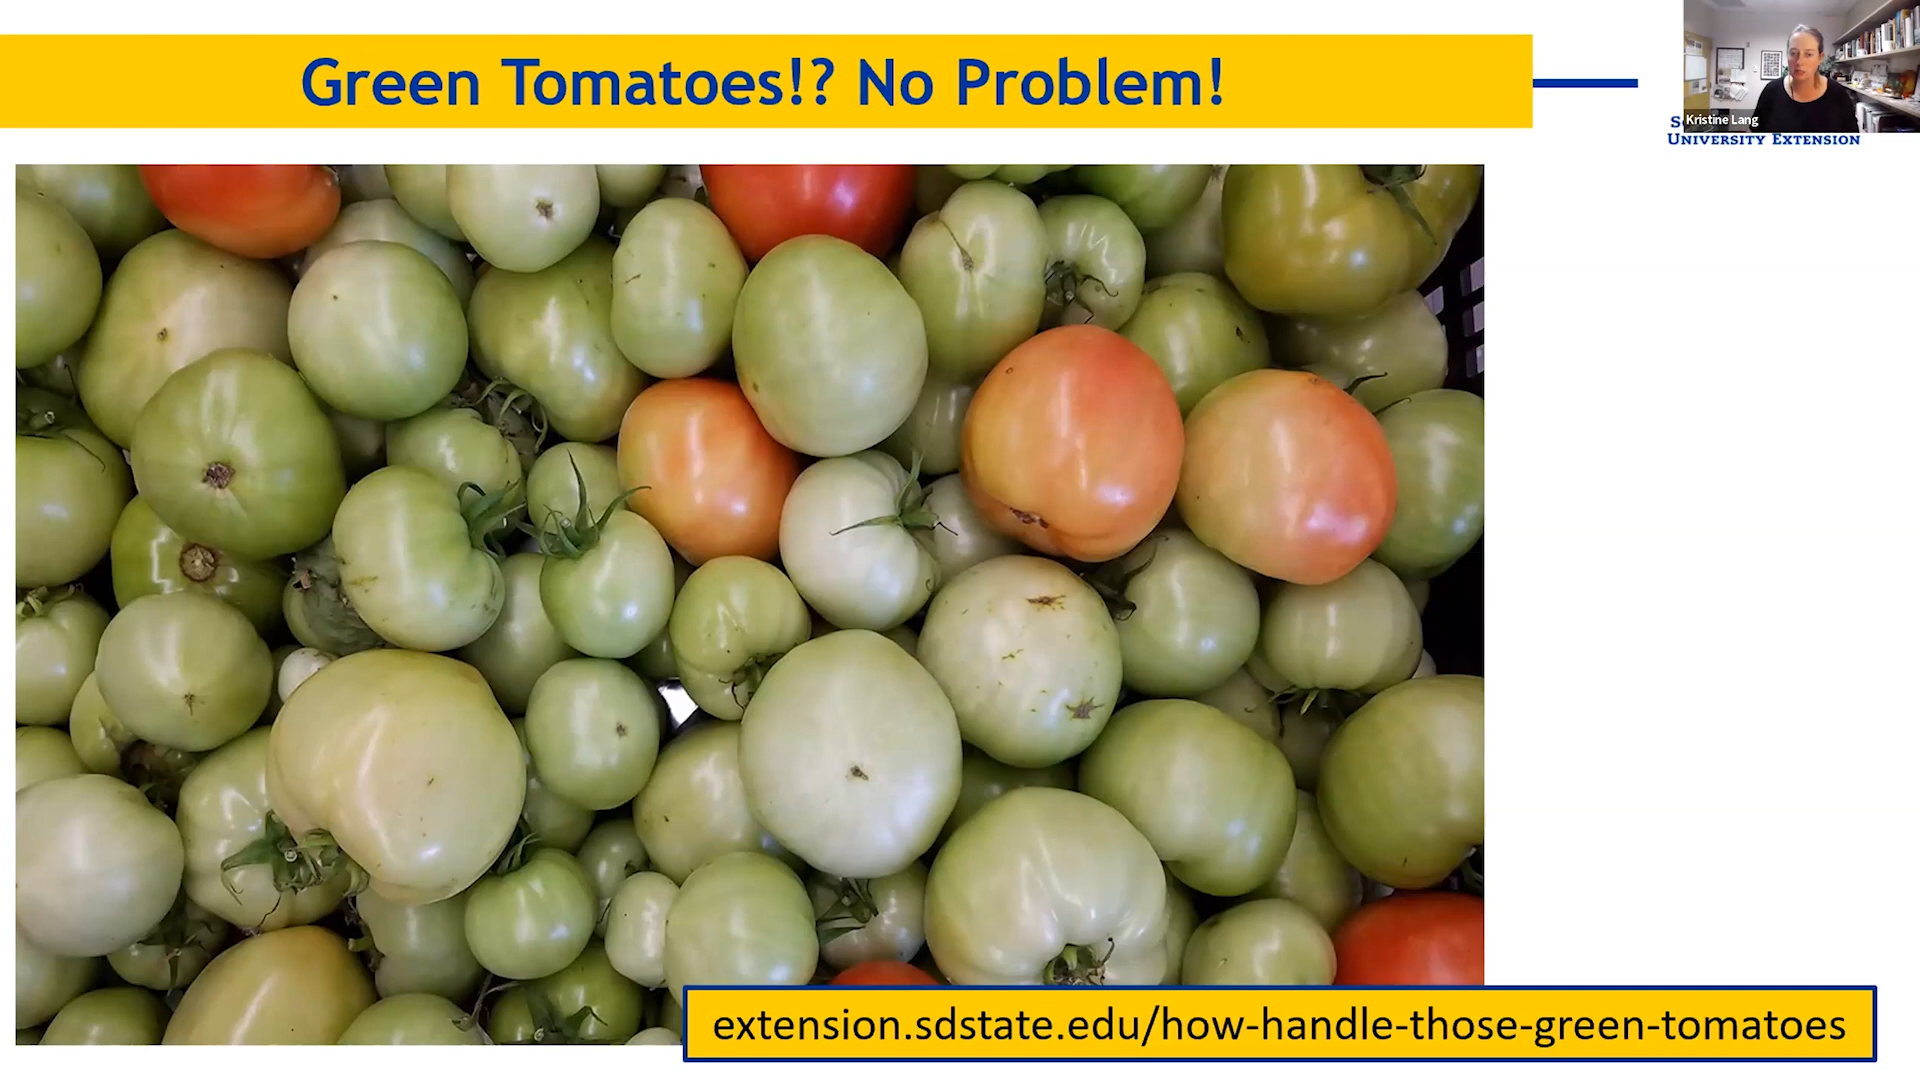 Green Tomatoes!? No Problem!
Kristine Lang
University Extension
extension.sdstate.edu/how-handle-those-green-tomatoes